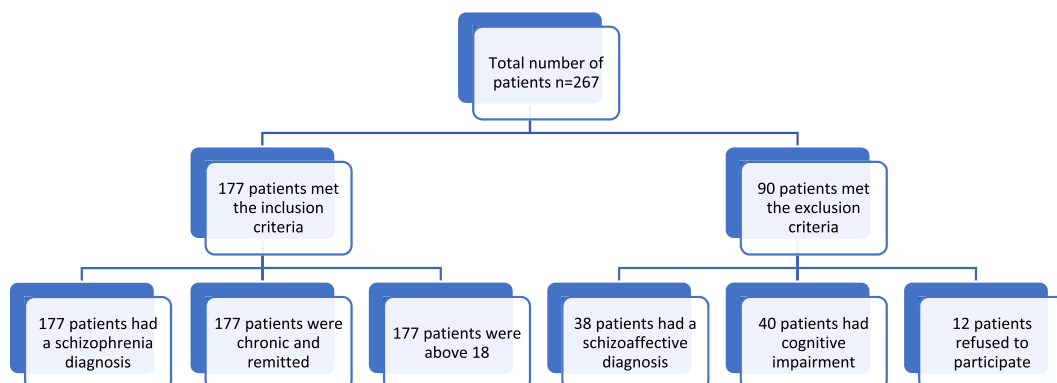 Total number of
patients n=267
177 patients met
the inclusion
criteria
90 patients met
the exclusion
criteria
177 patients had
a schizophrenia
diagnosis
177 patients were
chronic and
remitted
177 patients were
above 18
38 patients had a
schizoaffective
diagnosis
40 patients had
cognitive
impairment
12 patients
refused to
participate